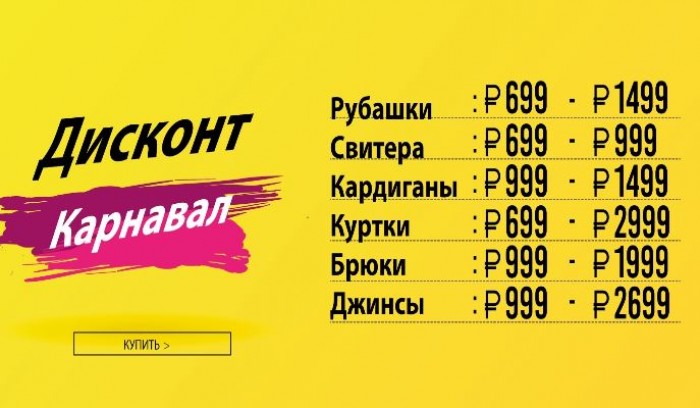 Дисконт
Карнавал
КУПИТЬ >
Рубашки : ₽ 699 - ₽ 1499
Свитера : ₽ 699 - ₽ 999
Кардиганы : ₽ 999 - ₽ 1499
Куртки : ₽ 699 - ₽ 2999
Брюки : ₽ 999 - ₽ 1999
Джинсы : ₽ 999 - ₽ 2699